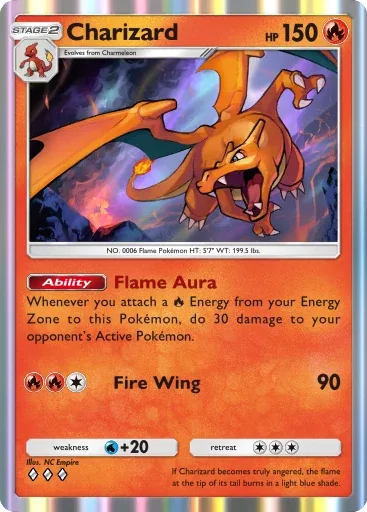 STAGE 2 Charizard HP 150
Evolves from Charmeleon
NO. 0006 Flame Pokémon HT: 5'7" WT: 199.5 lbs.
Ability Flame Aura
Whenever you attach a Energy from your Energy
Zone to this Pokémon, do 30 damage to your
opponent's Active Pokémon.
Fire Wing 90
weakness +20 retreat
Illus. NC Empire
If Charizard becomes truly angered, the flame
at the tip of its tail burns in a light blue shade.